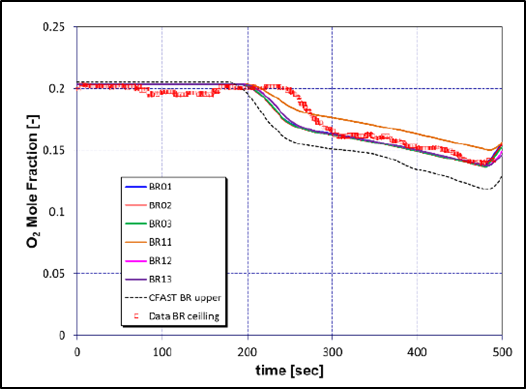 0.25
0.2
0.15
0.1
0.05
0
O2 Mole Fraction [-]
BR01
BR02
BR03
BR11
BR12
BR13
CFAST BR upper
Data BR ceilling
0
100
200
300
400
500
time [sec]